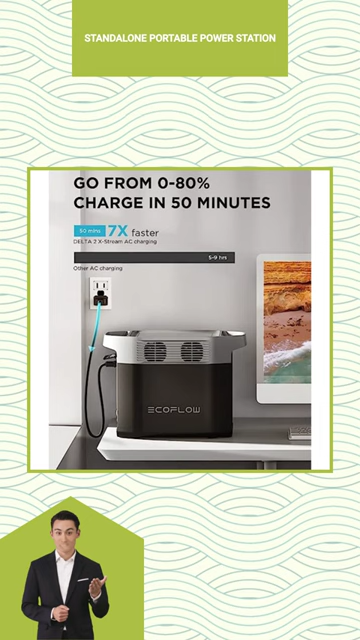 STANDALONE PORTABLE POWER STATION
GO FROM 0-80%
CHARGE IN 50 MINUTES
50 mins 7X faster
DELTA 2 X-Stream AC charging
5-9 hrs
Other AC charging
ECOFLOW